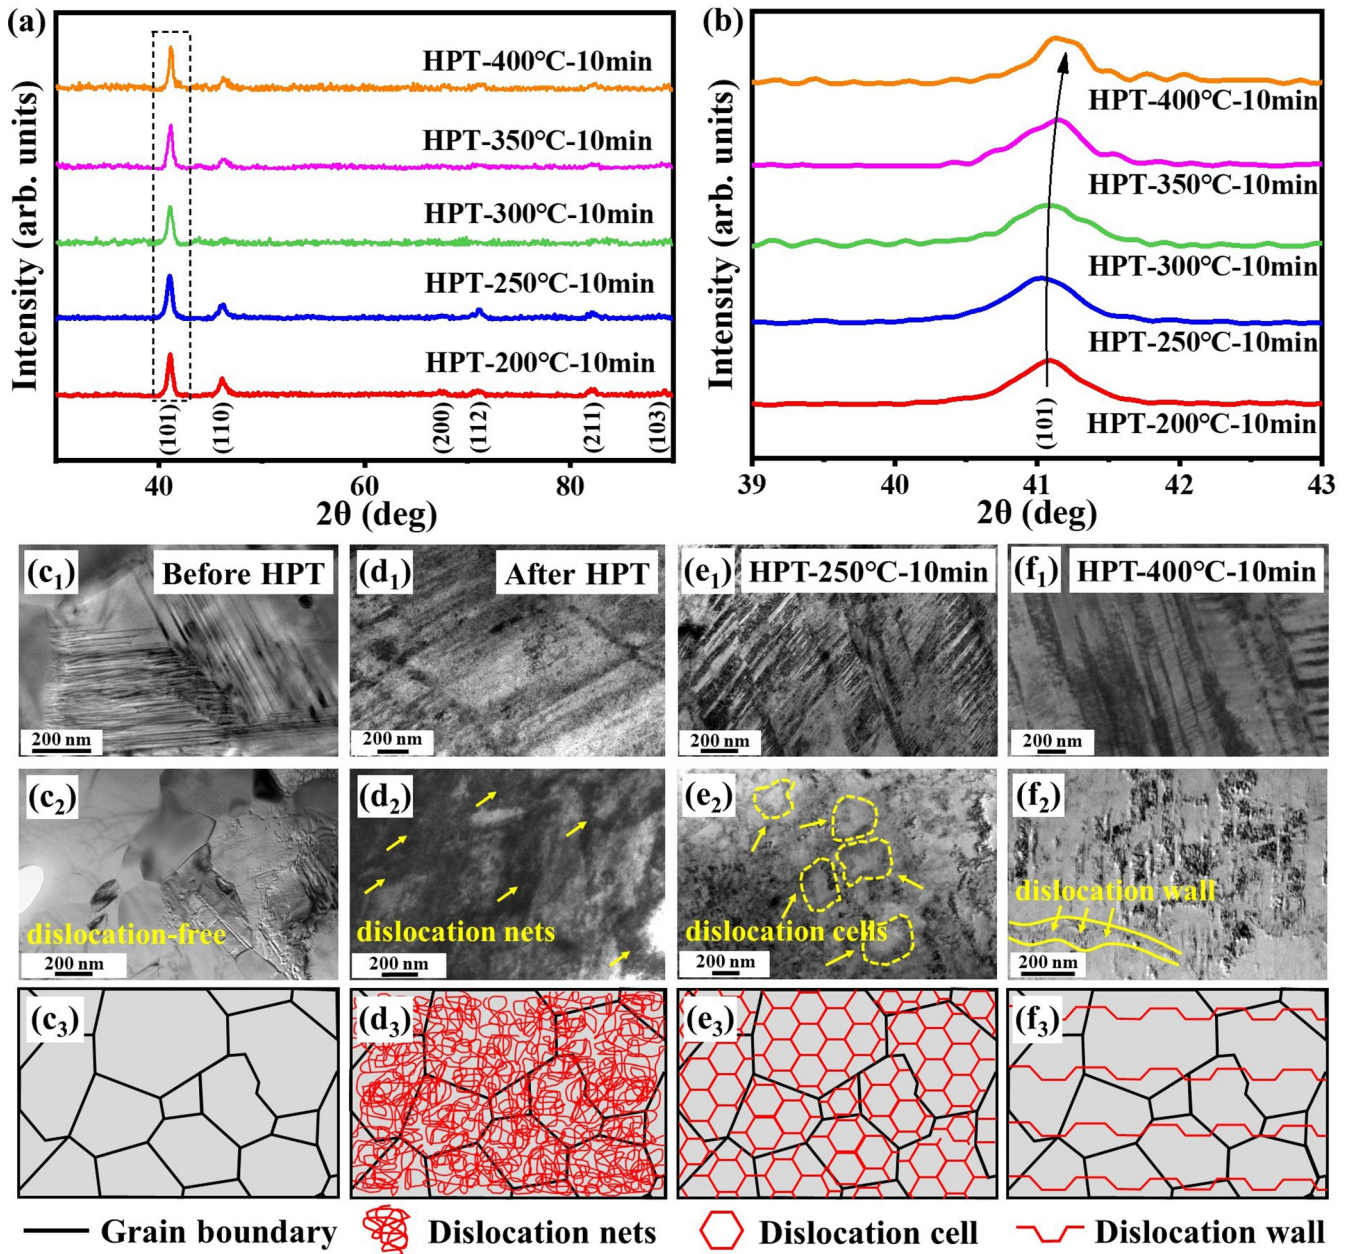 (a)
Intensity (arb. units)
HPT-400°C-10min
HPT-350°C-10min
HPT-300°C-10min
HPT-250°C-10min
HPT-200°C-10min
(101)
(110)
(200)
(112)
(211)
(103)
40
60
80
2θ (deg)
(b)
Intensity (arb. units)
HPT-400°C-10min
HPT-350°C-10min
HPT-300°C-10min
HPT-250°C-10min
HPT-200°C-10min
(101)
39
40
41
42
43
2θ (deg)
(c1)
Before HPT
200 nm
(d1)
After HPT
200 nm
(e1)
HPT-250°C-10min
200 nm
(f1)
HPT-400°C-10min
200 nm
(c2)
dislocation-free
200 nm
(d2)
dislocation nets
200 nm
(e2)
dislocation cells
200 nm
(f2)
dislocation wall
200 nm
(c3)
(d3)
(e3)
(f3)
Grain boundary
Dislocation nets
Dislocation cell
Dislocation wall